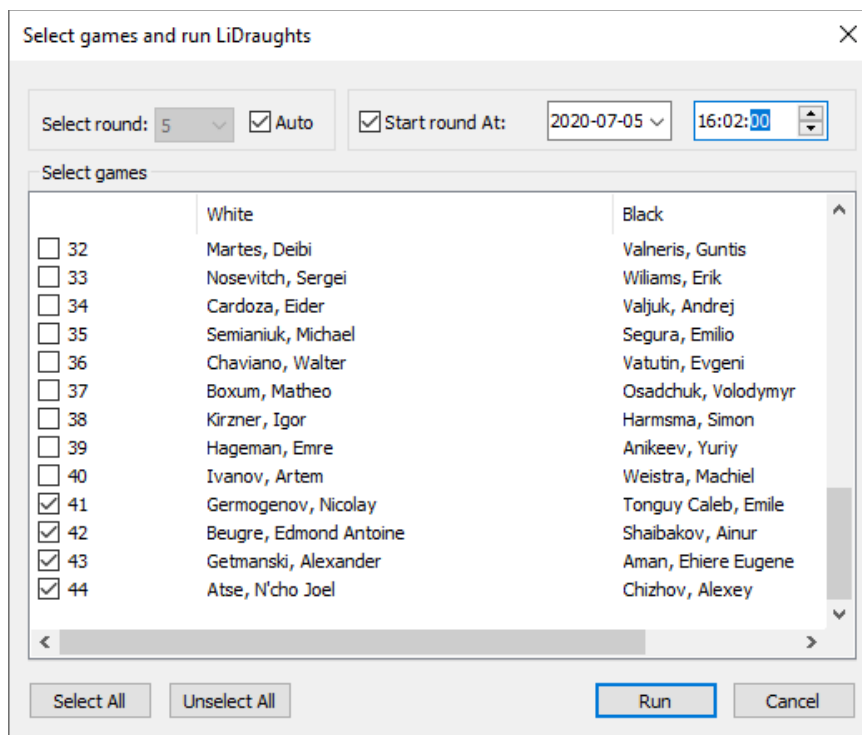 Select games and run LiDraughts
Select round: 5 Auto Start round At: 2020-07-05 16:02:00
Select games
White Black
32 Martes, Deibi Valneris, Guntis
33 Nosevitch, Sergei Wiliams, Erik
34 Cardoza, Eider Valjuk, Andrej
35 Semianiuk, Michael Segura, Emilio
36 Chaviano, Walter Vatutin, Evgeni
37 Boxum, Matheo Osadchuk, Volodymyr
38 Kirzner, Igor Harmsma, Simon
39 Hageman, Emre Anikeev, Yuriy
40 Ivanov, Artem Weistra, Machiel
41 Germogenov, Nicolay Tonguy Caleb, Emile
42 Beugre, Edmond Antoine Shaibakov, Ainur
43 Getmanski, Alexander Aman, Ehiere Eugene
44 Atse, N'cho Joel Chizhov, Alexey
Select All Unselect All Run Cancel